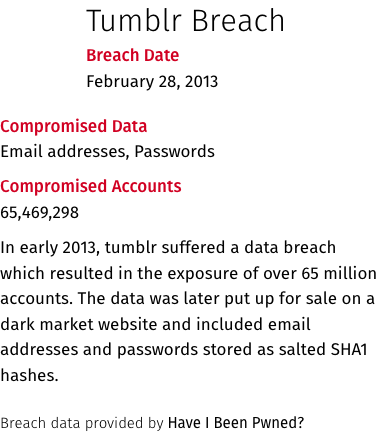 Tumblr Breach
Breach Date
February 28, 2013
Compromised Data
Email addresses, Passwords
Compromised Accounts
65,469,298
In early 2013, tumblr suffered a data breach
which resulted in the exposure of over 65 million
accounts. The data was later put up for sale on a
dark market website and included email
addresses and passwords stored as salted SHA1
hashes.
Breach data provided by Have I Been Pwned?